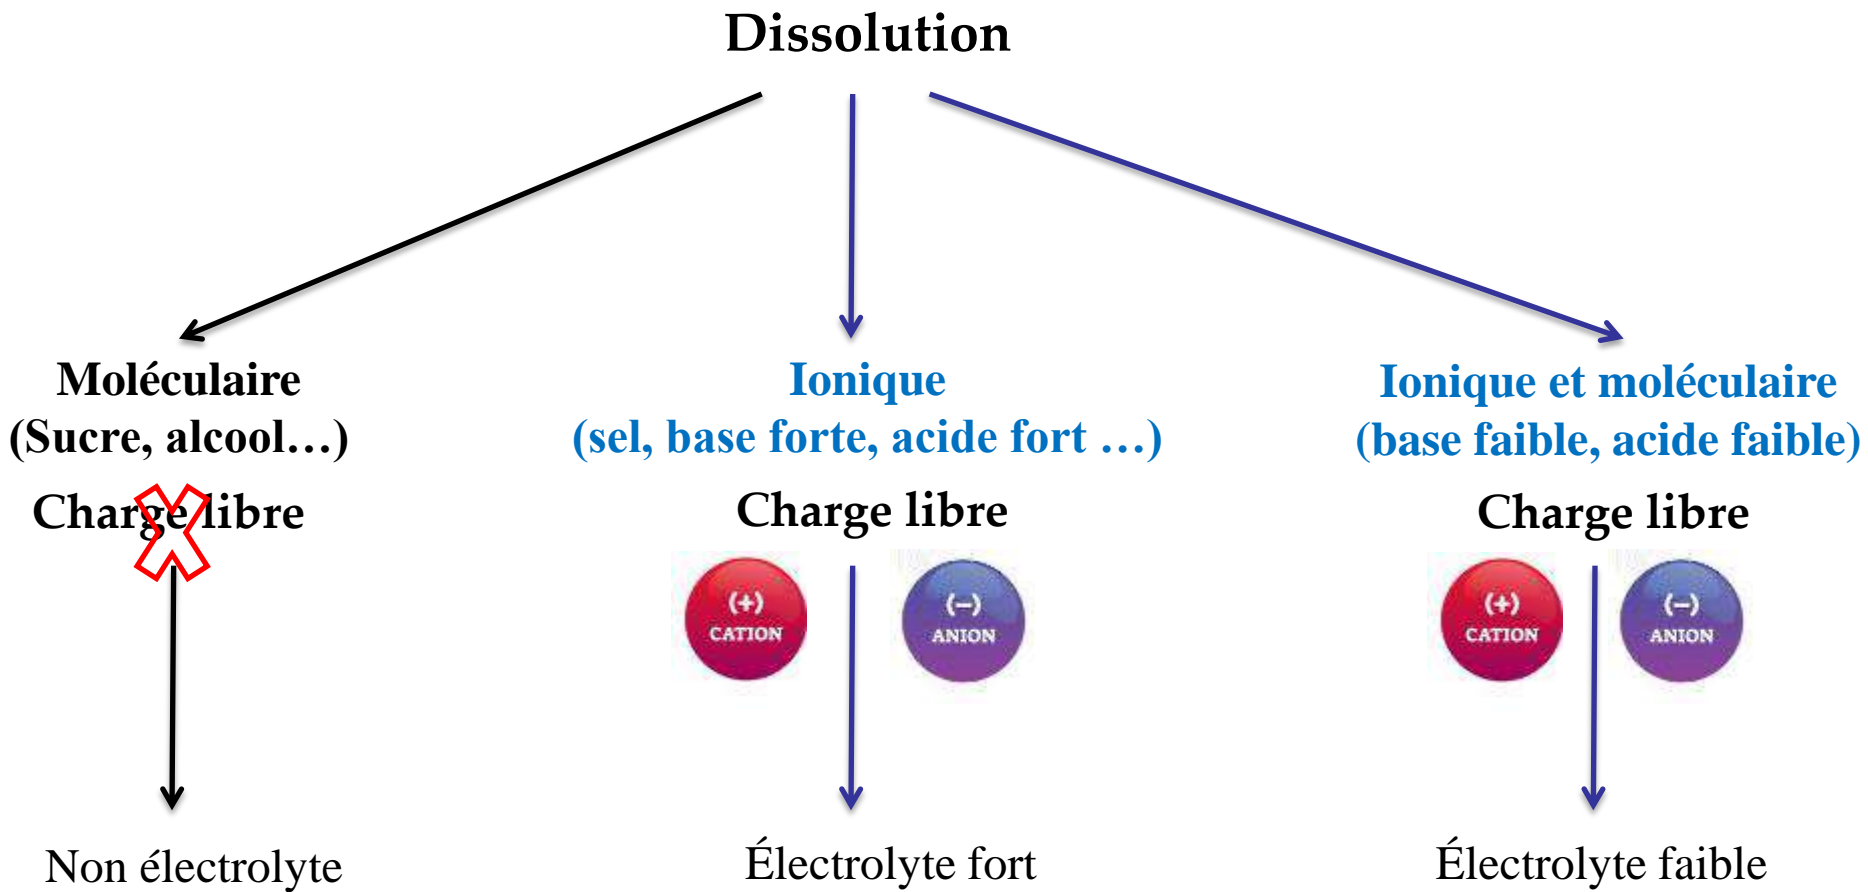 Dissolution
Moléculaire
(Sucre, alcool…)
Charge libre
Non électrolyte
Ionique
(sel, base forte, acide fort …)
Charge libre
(+)
CATION
(−)
ANION
Électrolyte fort
Ionique et moléculaire
(base faible, acide faible)
Charge libre
(+)
CATION
(−)
ANION
Électrolyte faible